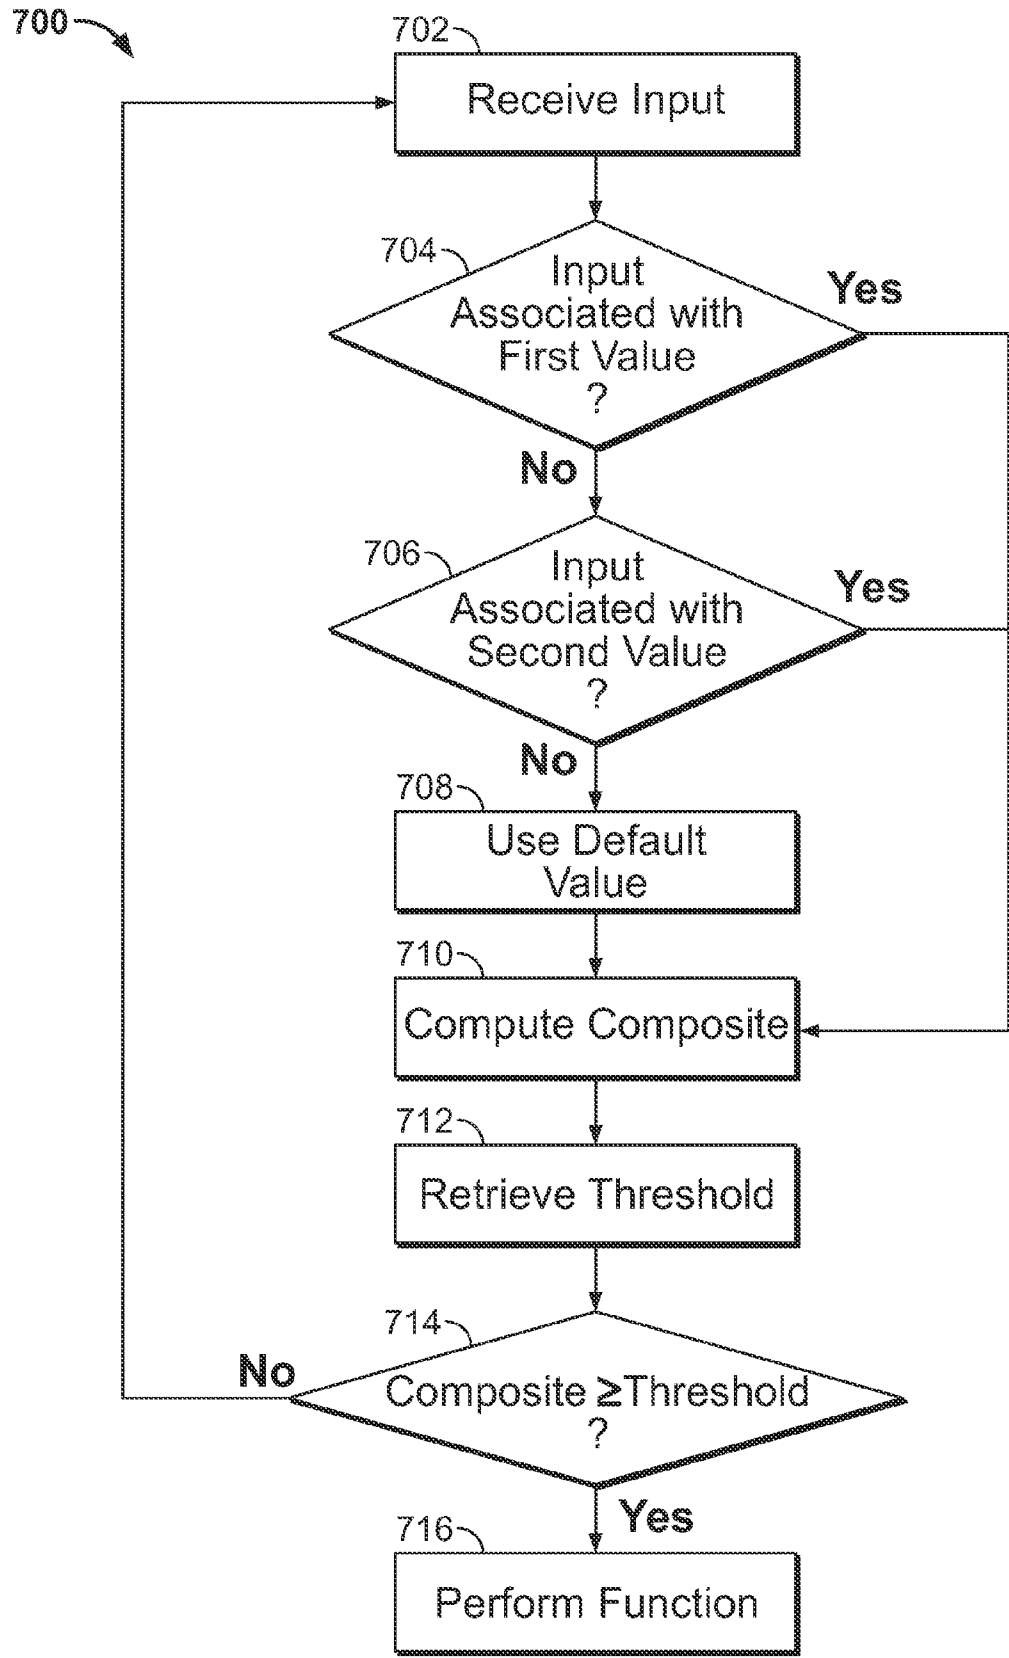 700
702
Receive Input
704
Input
Associated with
First Value
?
Yes
No
706
Input
Associated with
Second Value
?
Yes
No
708
Use Default
Value
710
Compute Composite
712
Retrieve Threshold
714
Composite ≥Threshold
?
No
Yes
716
Perform Function